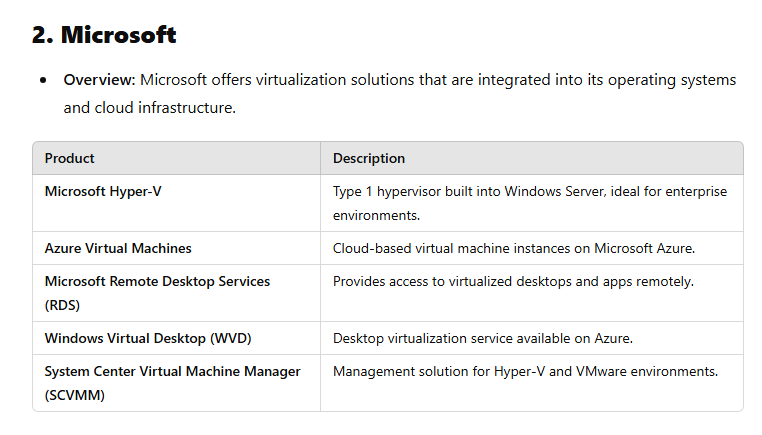 2. Microsoft
• Overview: Microsoft offers virtualization solutions that are integrated into its operating systems
and cloud infrastructure.
Product Description
Microsoft Hyper-V Type 1 hypervisor built into Windows Server, ideal for enterprise
environments.
Azure Virtual Machines Cloud-based virtual machine instances on Microsoft Azure.
Microsoft Remote Desktop Services Provides access to virtualized desktops and apps remotely.
(RDS)
Windows Virtual Desktop (WVD) Desktop virtualization service available on Azure.
System Center Virtual Machine Manager Management solution for Hyper-V and VMware environments.
(SCVMM)